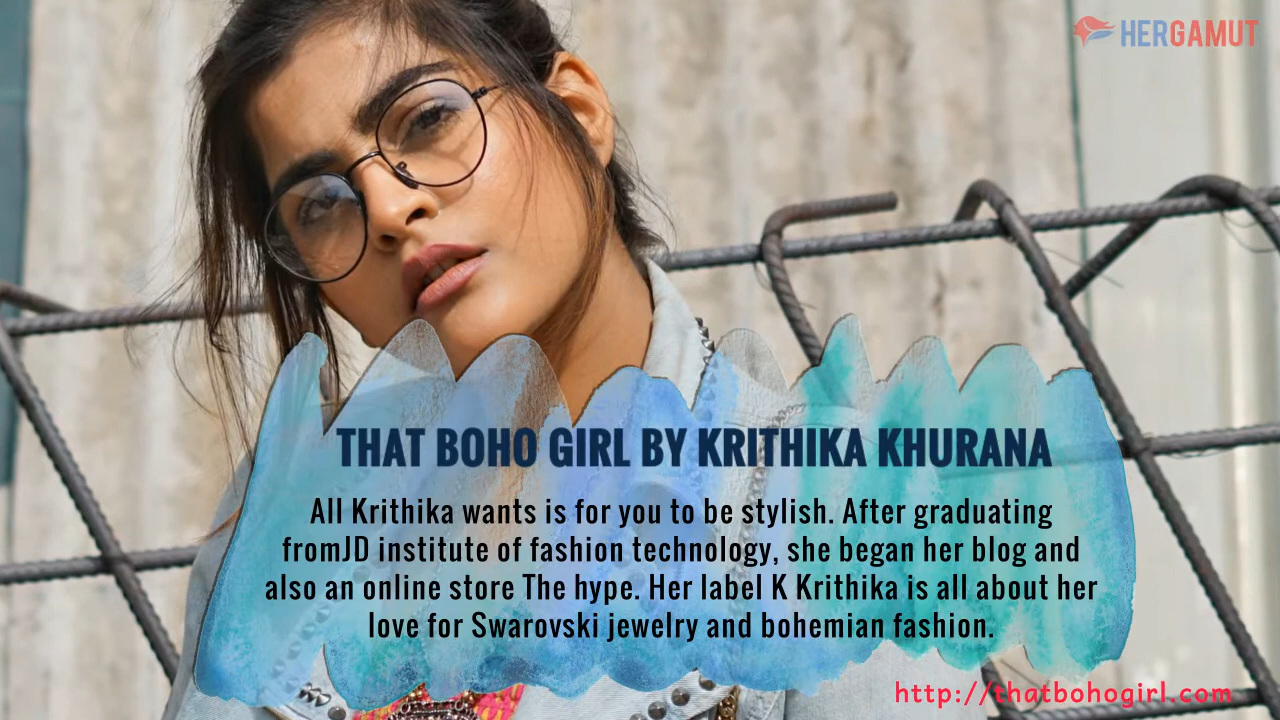 HERGAMUT
THAT BOHO GIRL BY KRITHIKA KHURANA
All Krithika wants is for you to be stylish. After graduating
fromJD institute of fashion technology, she began her blog and
also an online store The hype. Her label K Krithika is all about her
love for Swarovski jewelry and bohemian fashion.
http://thatbohogirl.com